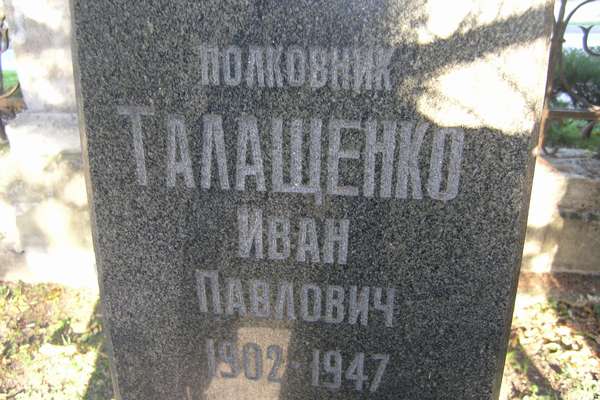 ПОЛКОВНИК
ТАЛАЩЕНКО
ИВАН
ПАВЛОВИЧ
1902-1947